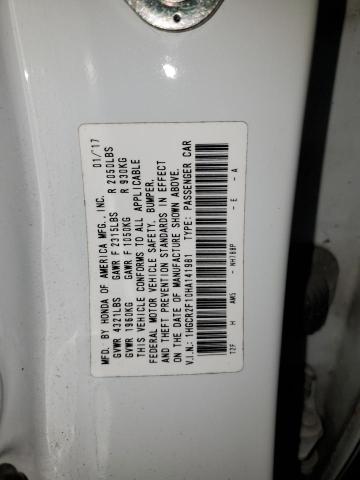 MFD. BY HONDA OF AMERICA MFG., INC. 01/'17
GVWR 4321LBS GAWR F 2315LBS R 2050LBS
GVWR 1960KG GAWR F 1050KG R 930KG
THIS VEHICLE CONFORMS TO ALL APPLICABLE
FEDERAL MOTOR VEHICLE SAFETY, BUMPER,
AND THEFT PREVENTION STANDARDS IN EFFECT
ON THE DATE OF MANUFACTURE SHOWN ABOVE.
V.I.N.: 1HGCR2F10HA141981 TYPE: PASSENGER CAR
T2F H AMS - NH788P - E - A